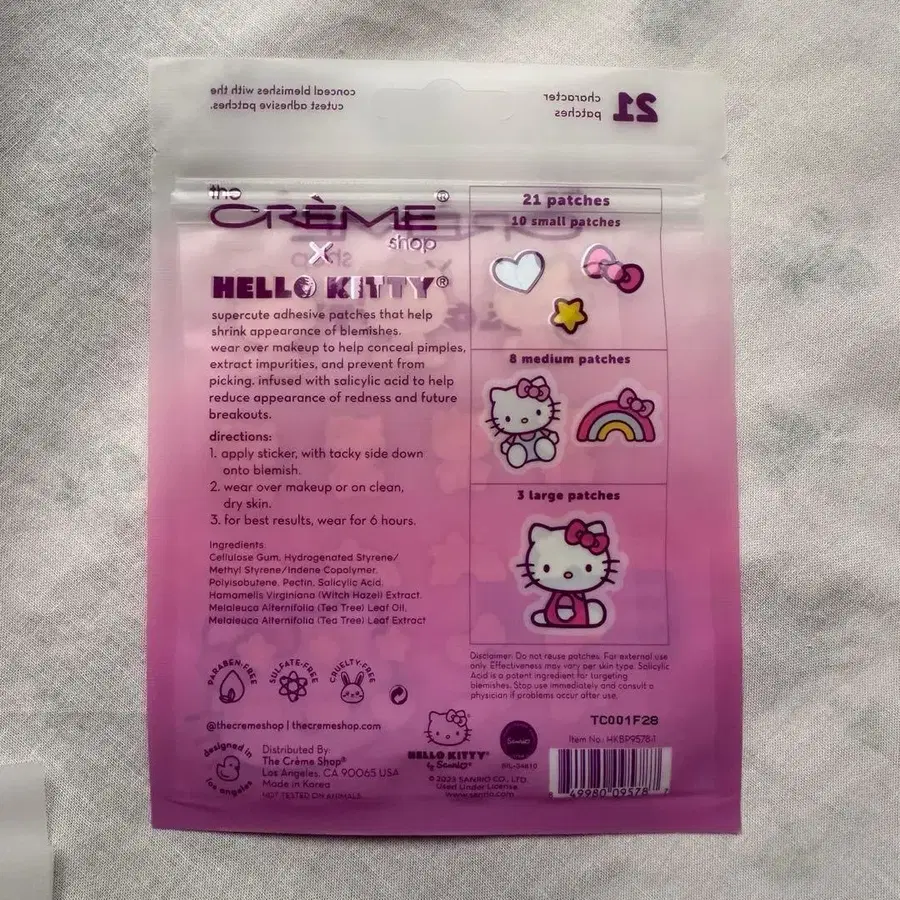 conceal blemishes with the
cutest adhesive patches.
21 character
patches
the
CRÈME®
shop
X
HELLO KITTY®
supercute adhesive patches that help
shrink appearance of blemishes.
wear over makeup to help conceal pimples,
extract impurities, and prevent from
picking. infused with salicylic acid to help
reduce appearance of redness and future
breakouts.
directions:
1. apply sticker, with tacky side down
onto blemish.
2. wear over makeup or on clean,
dry skin.
3. for best results, wear for 6 hours.
Ingredients:
Cellulose Gum, Hydrogenated Styrene/
Methyl Styrene/Indene Copolymer,
Polyisobutene, Pectin, Salicylic Acid,
Hamamelis Virginiana (Witch Hazel) Extract,
Melaleuca Alternifolia (Tea Tree) Leaf Oil,
Melaleuca Alternifolia (Tea Tree) Leaf Extract
PARABEN-FREE
SULFATE-FREE
CRUELTY-FREE
@thecremeshop | thecremeshop.com
designed in
los angeles
Distributed By:
The Crème Shop®
Los Angeles, CA 90065 USA
Made in Korea
NOT TESTED ON ANIMALS
21 patches
10 small patches
8 medium patches
3 large patches
Disclaimer: Do not reuse patches. For external use
only. Effectiveness may vary per skin type. Salicylic
Acid is a potent ingredient for targeting
blemishes. Stop use immediately and consult a
physician if problems occur after use.
HELLO KITTY®
by Sanrio®
© 2023 SANRIO CO., LTD.
Used Under License
www.sanrio.com
Sanrio
TC001F28
Item No.: HKBP9578-1
49980 09578